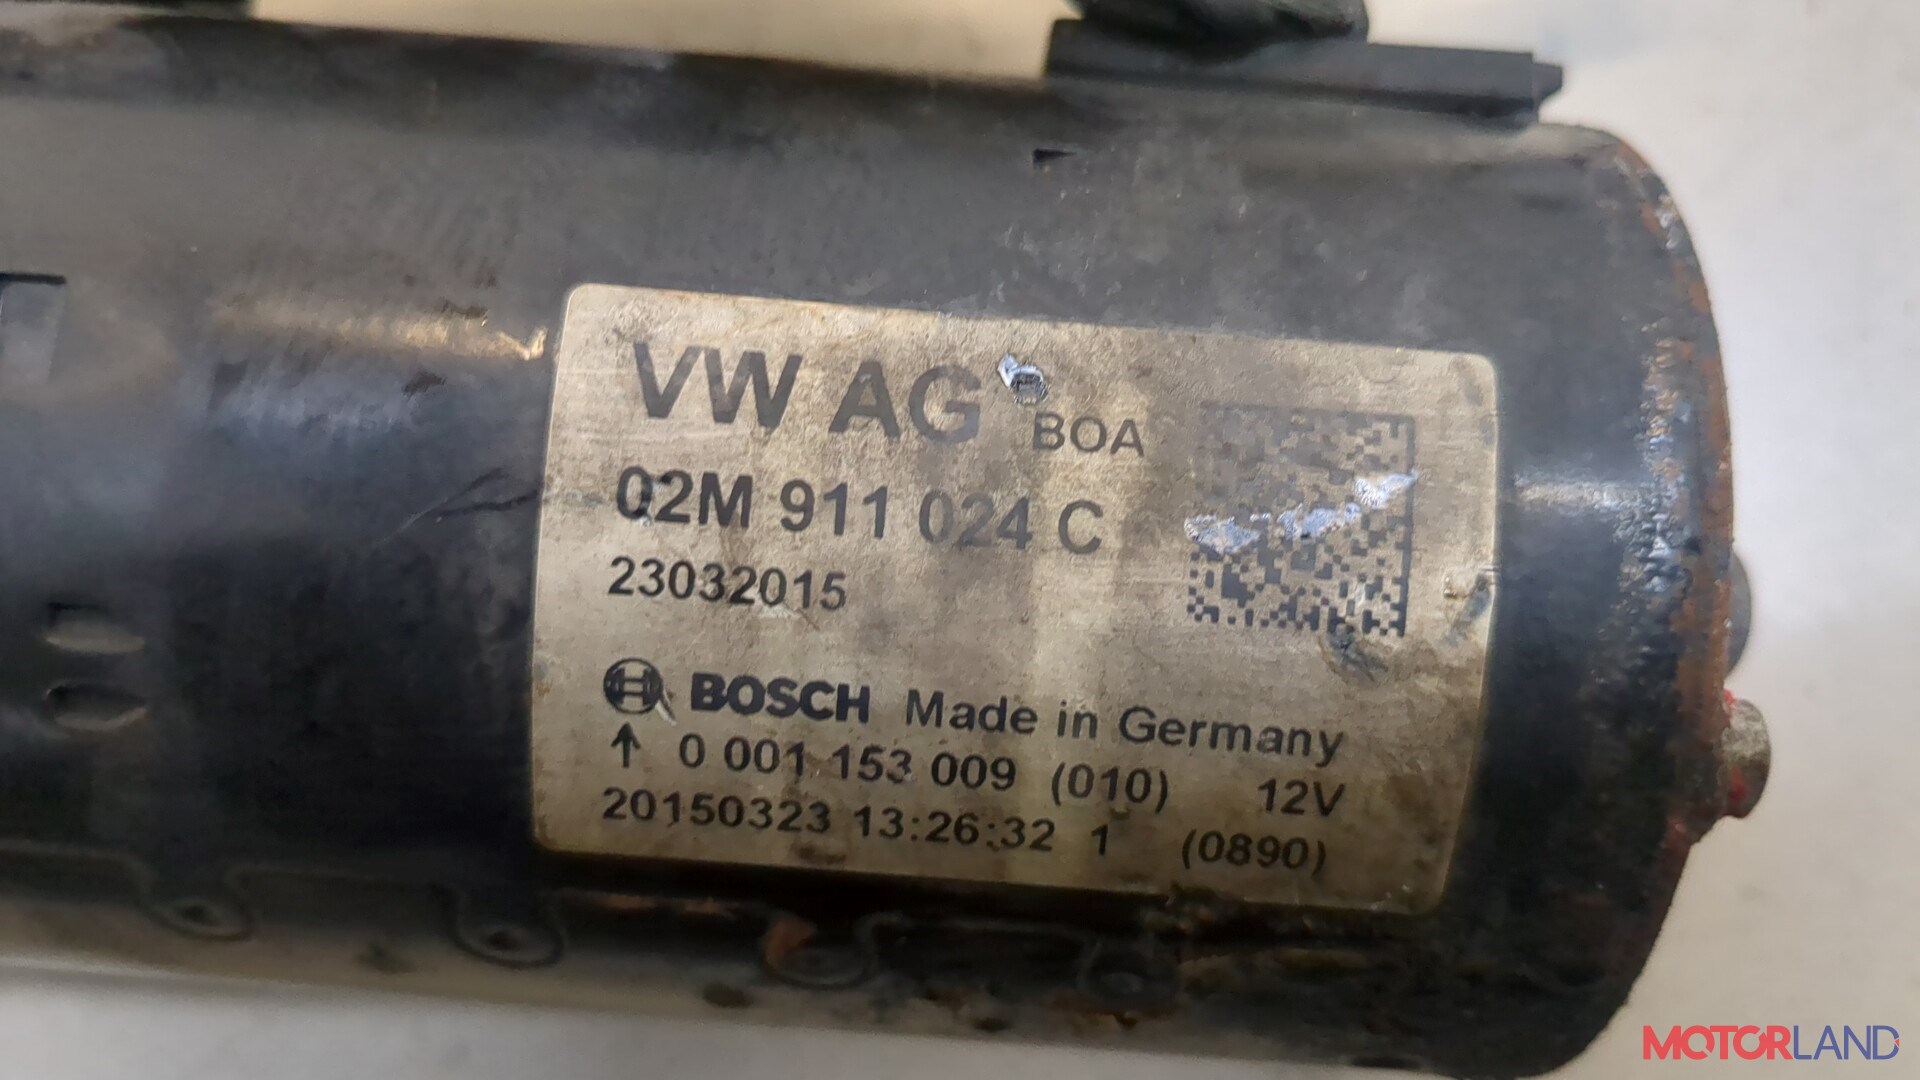 VW AG BOA
02M 911 024 C
23032015
BOSCH Made in Germany
↑ 0 001 153 009 (010) 12V
20150323 13:26:32 1 (0890)
MOTORLAND